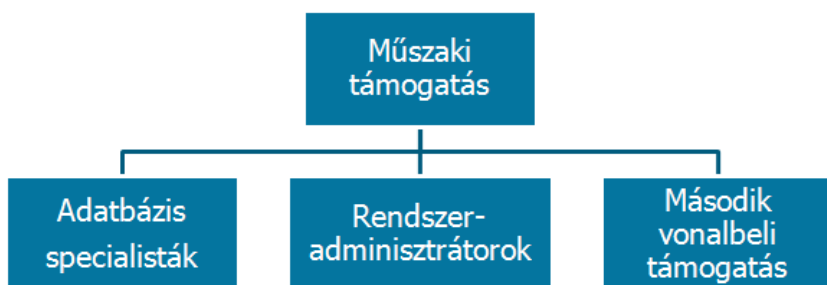 Műszaki
támogatás
Adatbázis
specialisták
Rendszer-
adminisztrátorok
Második
vonalbeli
támogatás